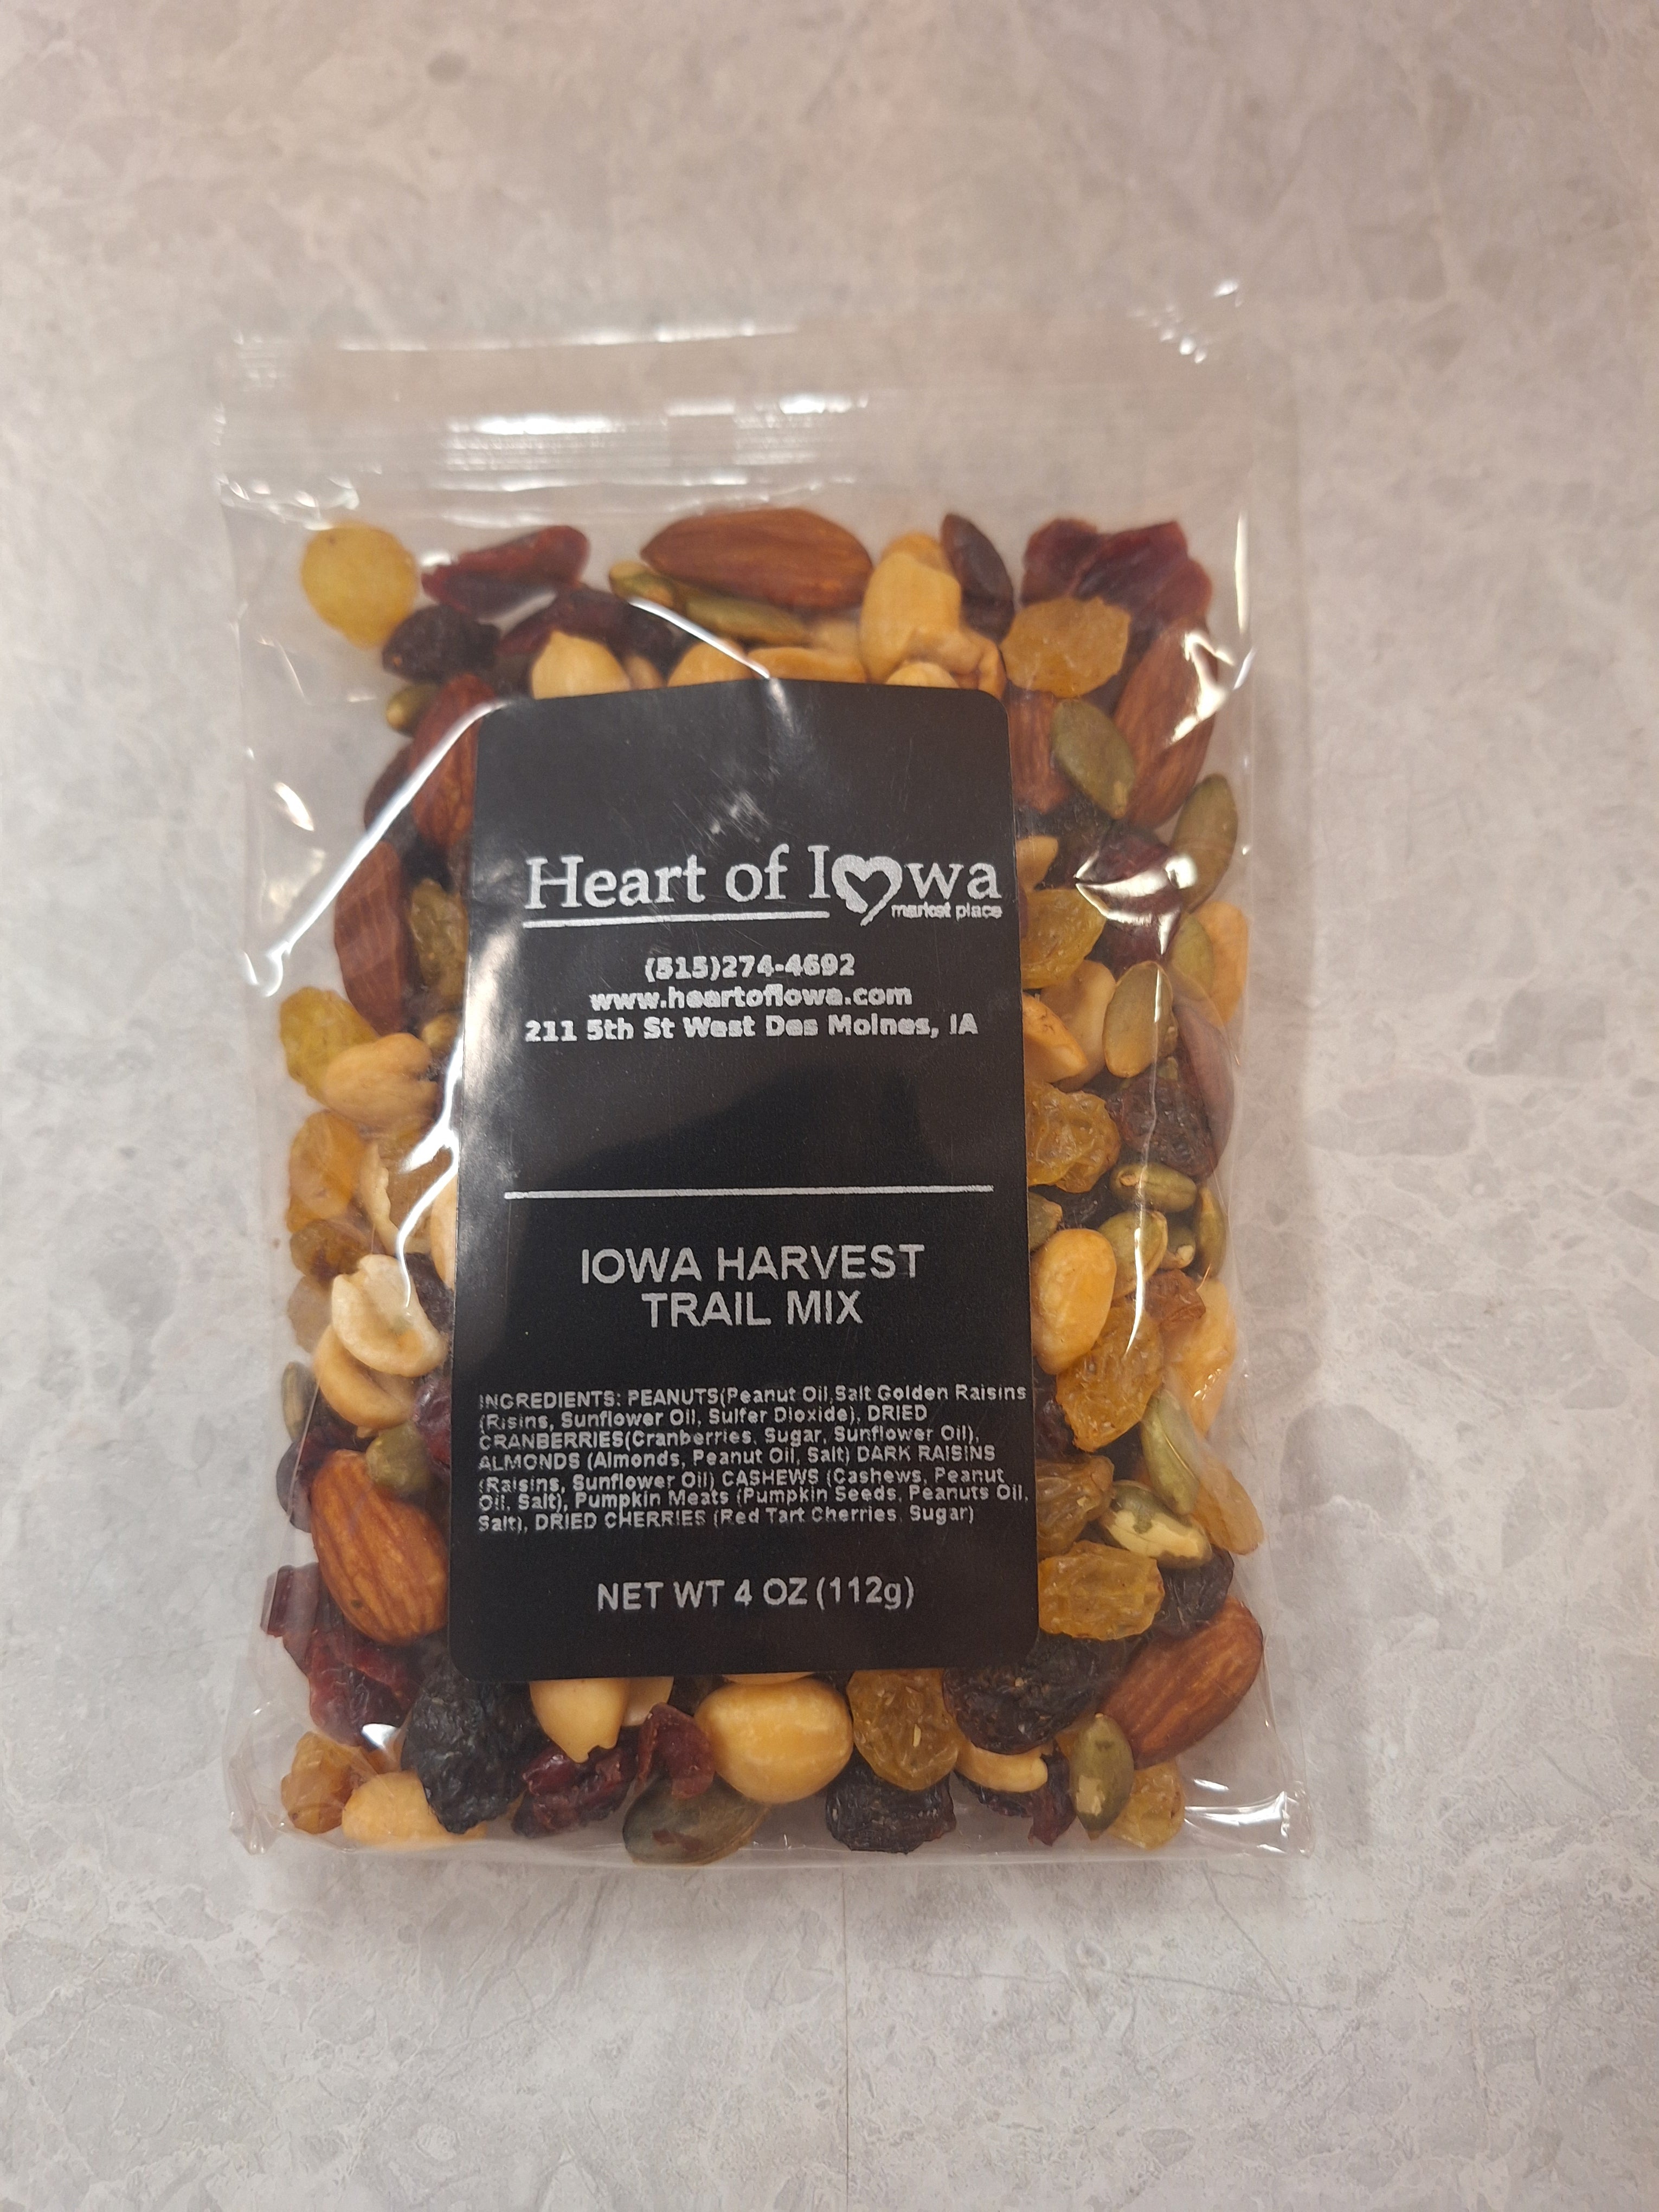 Heart of Iowa
market place
(515)274-4692
www.heartofiowa.com
211 5th St West Des Moines, IA
IOWA HARVEST
TRAIL MIX
INGREDIENTS: PEANUTS(Peanut Oil,Salt Golden Raisins
(Risins, Sunflower Oil, Sulfer Dioxide), DRIED
CRANBERRIES(Cranberries, Sugar, Sunflower Oil),
ALMONDS (Almonds, Peanut Oil, Salt) DARK RAISINS
(Raisins, Sunflower Oil) CASHEWS (Cashews, Peanut
Oil, Salt), Pumpkin Meats (Pumpkin Seeds, Peanuts Oil,
Salt), DRIED CHERRIES (Red Tart Cherries, Sugar)
NET WT 4 OZ (112g)